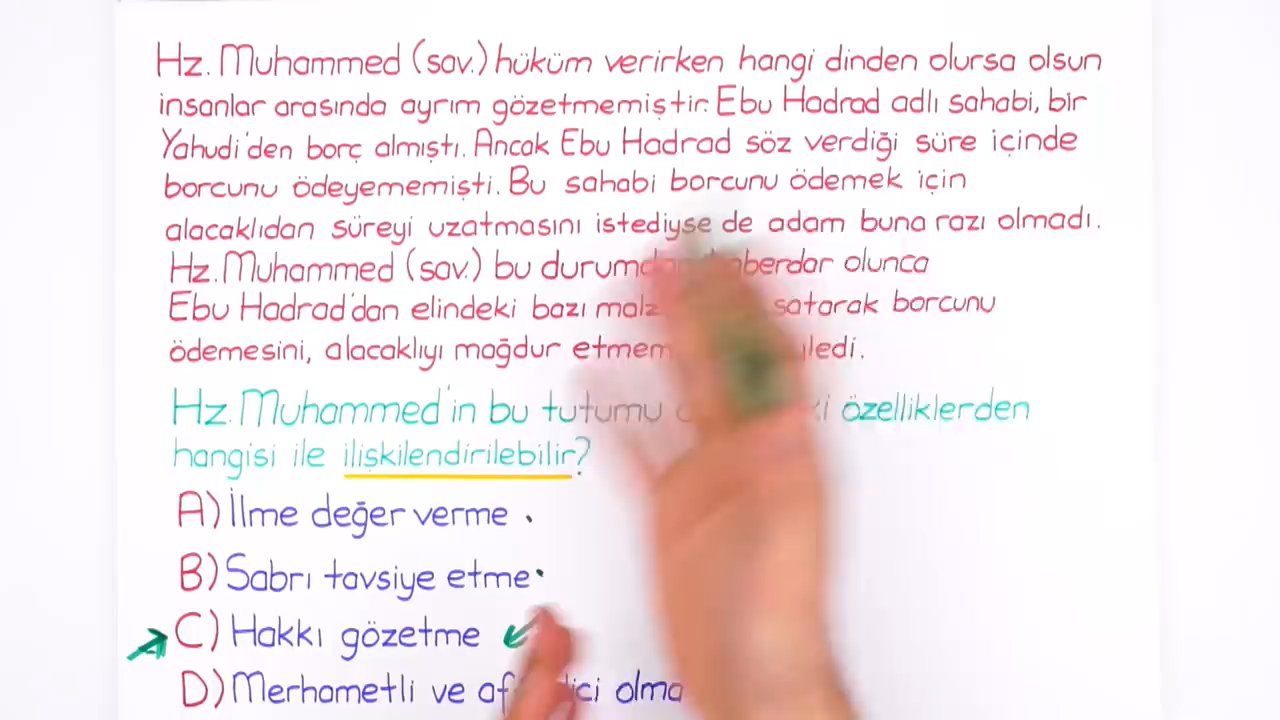 Hz. Muhammed (sav.) hüküm verirken hangi dinden olursa olsun
insanlar arasında ayrım gözetmemiştir. Ebu Hadrad adlı sahabi, bir
Yahudi'den borç almıştı. Ancak Ebu Hadrad söz verdiği süre içinde
borcunu ödeyememişti. Bu sahabi borcunu ödemek için
alacaklıdan süreyi uzatmasını istediyse de adam buna razı olmadı.
Hz. Muhammed (sav.) bu olunca
Ebu Hadrad'dan elindeki bazı satarak borcunu
ödemesini, alacaklıyı mağdur
Hz. Muhammed'in bu tutumu özelliklerden
hangisi ile ilişkilendirilebilir?
A) İlme değer verme
B) Sabrı tavsiye etme
C) Hakkı gözetme
D) Merhametli ve olma